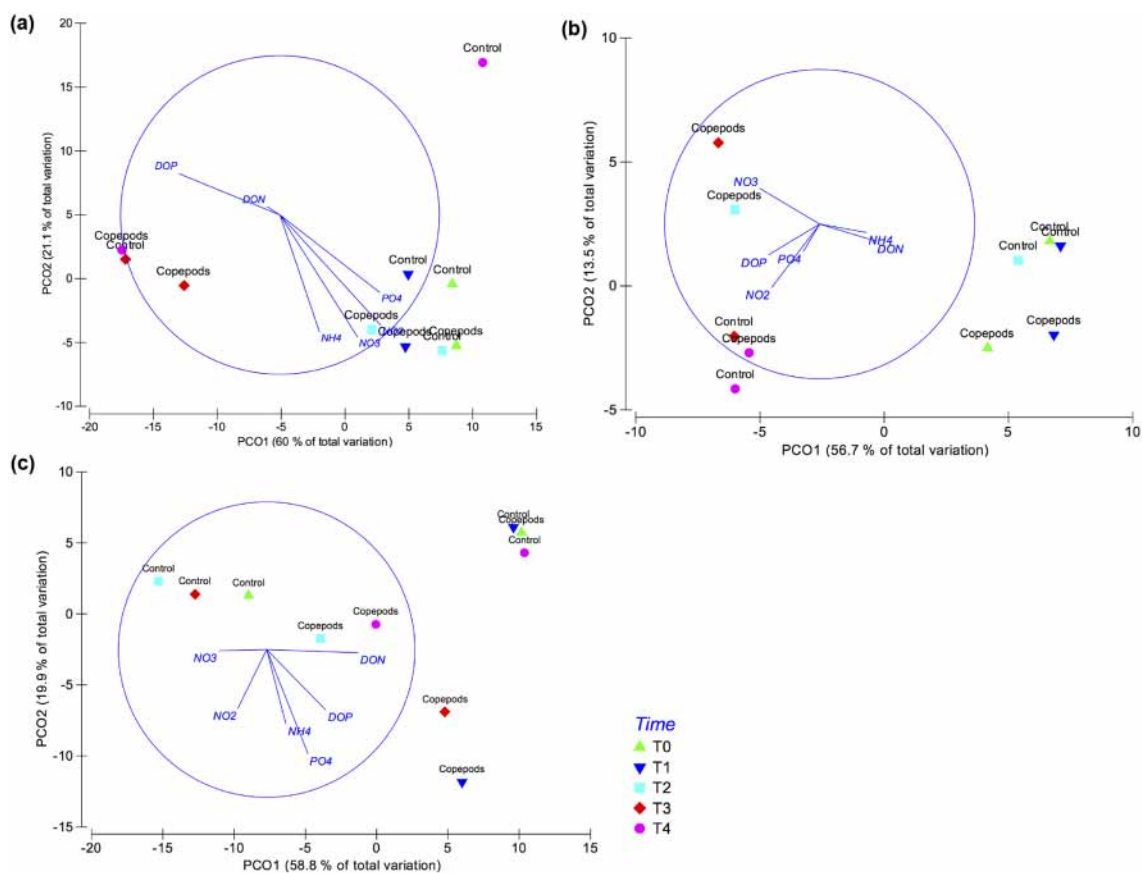 (a)
20
15
10
5
0
-5
-10
PCO2 (21.1 % of total variation)
Control
DOP
DON
Copepods
Control
Copepods
Control
Control
PO4
Copepods
NH4
NO3
Copepods
Copepods
Control
-20 -15 -10 -5 0 5 10 15
PCO1 (60 % of total variation)
(b)
10
5
0
-5
PCO2 (13.5 % of total variation)
Copepods
NO3
Copepods
Control
Control
Control
NH4
DON
DOP
PO4
NO2
Control
Copepods
Control
Copepods
Copepods
-10 -5 0 5 10
PCO1 (56.7 % of total variation)
(c)
10
5
0
-5
-10
-15
PCO2 (19.9 % of total variation)
Control
Copepods
Control
Control
Control
Control
Copepods
Copepods
NO3
DON
NO2
DOP
NH4
PO4
Copepods
Copepods
-20 -15 -10 -5 0 5 10 15
PCO1 (58.8 % of total variation)
Time
T0
T1
T2
T3
T4